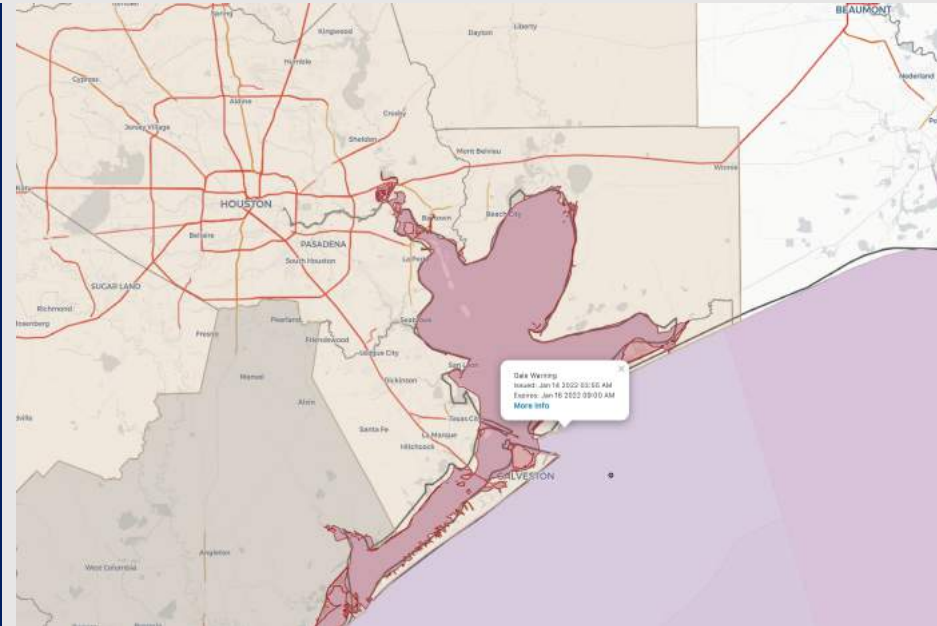 BEAUMONT
Spring
Kingwood
Dayton
Liberty
Humble
Cypress
Nederland
Aldine
Crosby
Jersey Village
Sheldon
Mont Belvieu
Winnie
Katy
HOUSTON
Baytown
Beach City
Bellaire
PASADENA
South Houston
La Porte
SUGAR LAND
Richmond
Rosenberg
Pearland
Seabrook
Fresno
Friendswood
League City
San Leon
Manvel
Dickinson
Alvin
Gale Warning
Issued: Jan 14 2022 03:50 AM
Expires: Jan 16 2022 09:00 AM
More Info
Santa Fe
La Marque
Texas City
Hitchcock
GALVESTON
Angleton
West Columbia